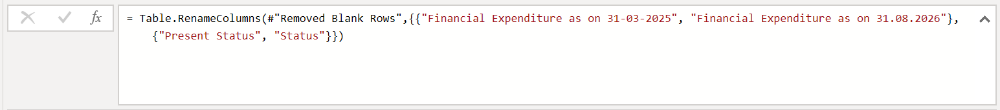 fx
= Table.RenameColumns(#"Removed Blank Rows",{{"Financial Expenditure as on 31-03-2025", "Financial Expenditure as on 31.08.2026"},
{"Present Status", "Status"}})